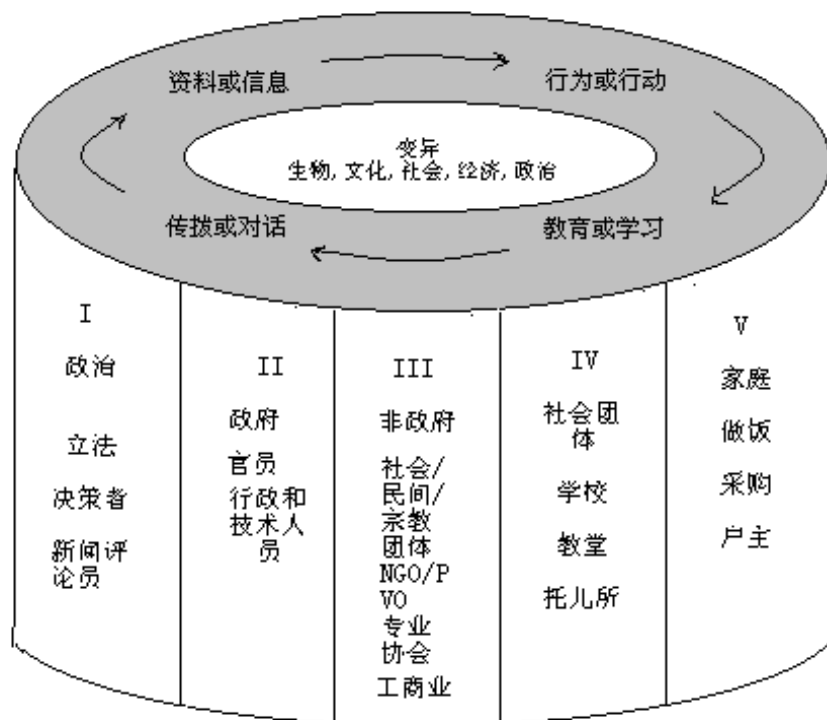 资料或信息
行为或行动
变异
生物,文化,社会,经济,政治
传拨或对话
教育或学习
I
政治
立法
决策者
新闻评
论员
II
政府
官员
行政和
技术人
员
III
非政府
社会/
民间/
宗教
团体
NGO/P
VO
专业
协会
工商业
IV
社会团
体
学校
教堂
托儿所
V
家庭
做饭
采购
户主